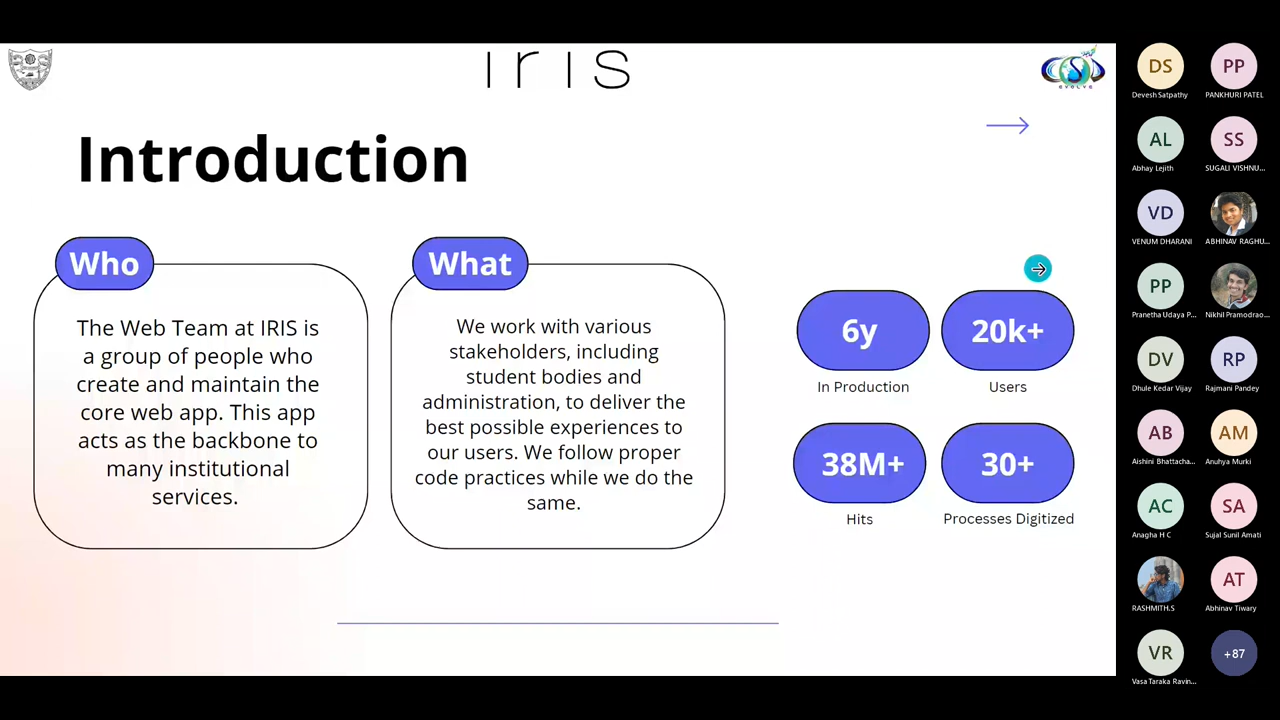 iris
CSD
EVOLVE
Introduction
Who
The Web Team at IRIS is
a group of people who
create and maintain the
core web app. This app
acts as the backbone to
many institutional
services.
What
We work with various
stakeholders, including
student bodies and
administration, to deliver the
best possible experiences to
our users. We follow proper
code practices while we do the
same.
6y
In Production
20k+
Users
38M+
Hits
30+
Processes Digitized
DS
Devesh Satpathy
PP
PANKHURI PATEL
AL
Abhay Lejith
SS
SUGALI VISHNU...
VD
VENUM DHARANI
ABHINAV RAGHU...
PP
Pranetha Udaya P...
Nikhil Pramodrao...
DV
Dhule Kedar Vijay
RP
Rajmani Pandey
AB
Aishini Bhattacha...
AM
Anuhya Murki
AC
Anagha H C
SA
Sujal Sunil Amati
RASHMITH.S
AT
Abhinav Tiwary
VR
Vasa Taraka Ravin...
+87